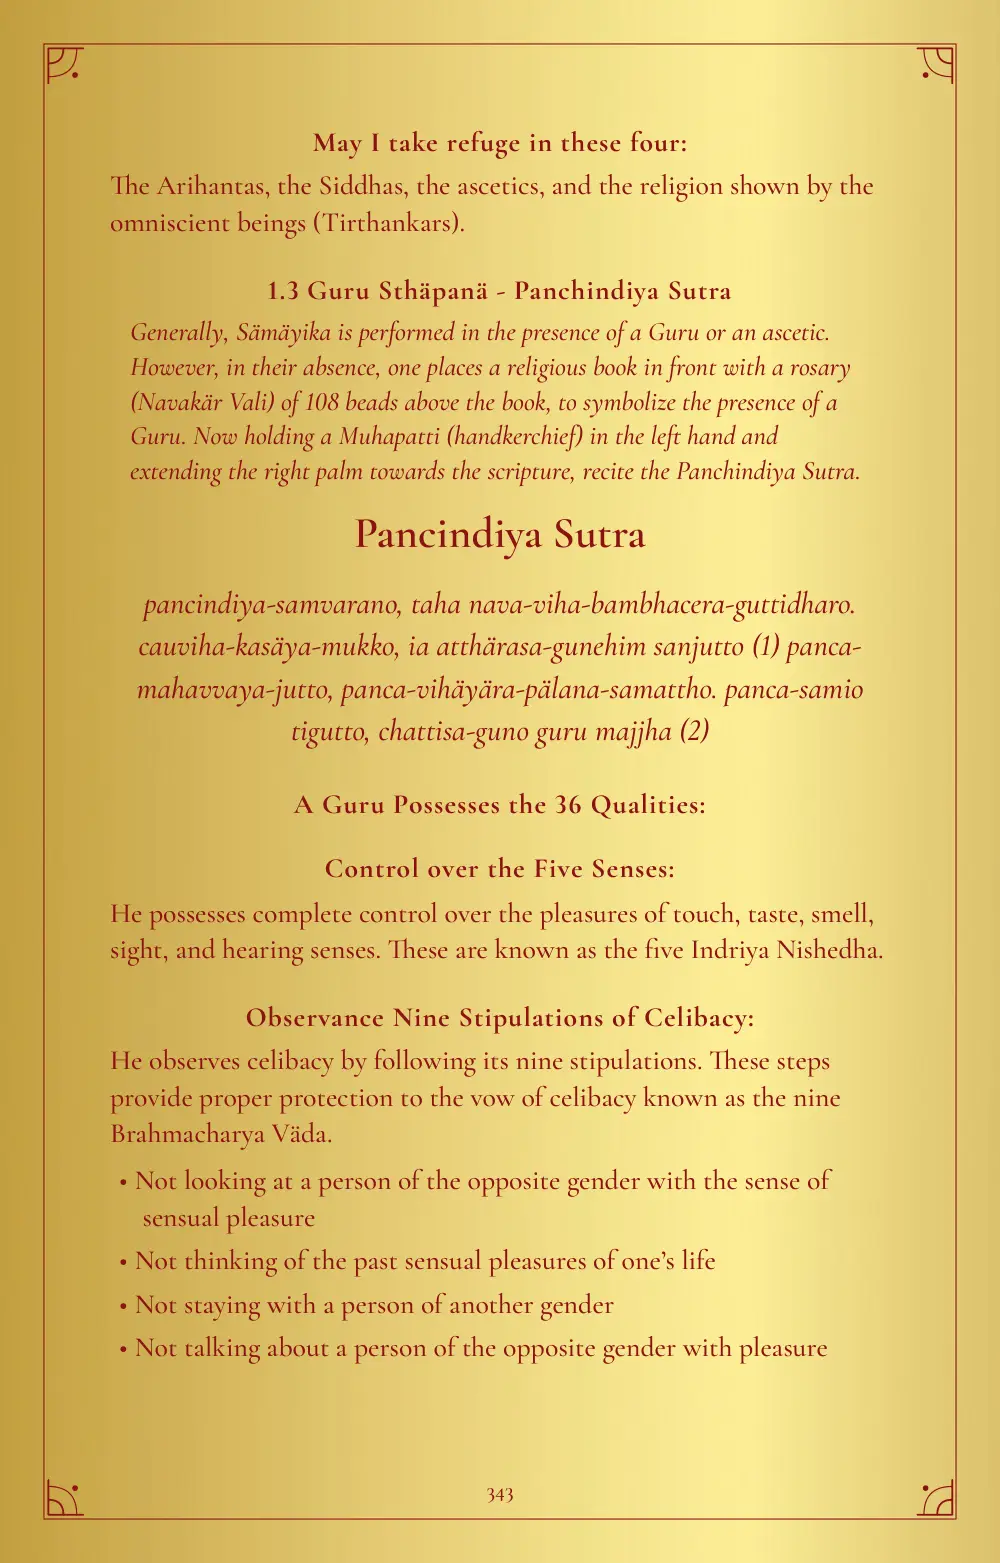 May I take refuge in these four:
The Arihantas, the Siddhas, the ascetics, and the religion shown by the
omniscient beings (Tirthankars).
1.3 Guru Sthäpanä - Panchindiya Sutra
Generally, Sämäyika is performed in the presence of a Guru or an ascetic.
However, in their absence, one places a religious book in front with a rosary
(Navakär Vali) of 108 beads above the book, to symbolize the presence of a
Guru. Now holding a Muhapatti (handkerchief) in the left hand and
extending the right palm towards the scripture, recite the Panchindiya Sutra.
Pancindiya Sutra
pancindiya-samvarano, taha nava-viha-bambhacera-guttidharo.
cauviha-kasäya-mukko, ia atthärasa-gunehim sanjutto (1) panca-
mahavvaya-jutto, panca-vihäyära-pälana-samattho. panca-samio
tigutto, chattisa-guno guru majjha (2)
A Guru Possesses the 36 Qualities:
Control over the Five Senses:
He possesses complete control over the pleasures of touch, taste, smell,
sight, and hearing senses. These are known as the five Indriya Nishedha.
Observance Nine Stipulations of Celibacy:
He observes celibacy by following its nine stipulations. These steps
provide proper protection to the vow of celibacy known as the nine
Brahmacharya Väda.
• Not looking at a person of the opposite gender with the sense of
sensual pleasure
• Not thinking of the past sensual pleasures of one's life
• Not staying with a person of another gender
• Not talking about a person of the opposite gender with pleasure
343